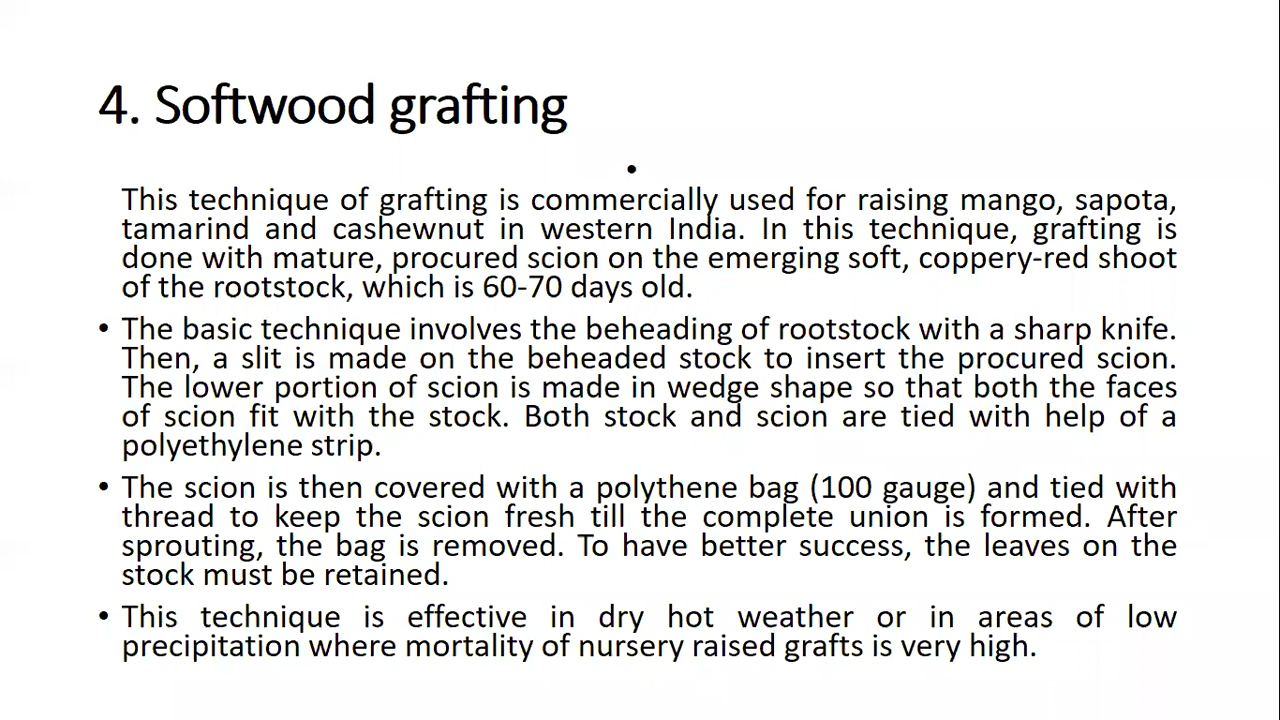 4. Softwood grafting
•
This technique of grafting is commercially used for raising mango, sapota,
tamarind and cashewnut in western India. In this technique, grafting is
done with mature, procured scion on the emerging soft, coppery-red shoot
of the rootstock, which is 60-70 days old.
• The basic technique involves the beheading of rootstock with a sharp knife.
Then, a slit is made on the beheaded stock to insert the procured scion.
The lower portion of scion is made in wedge shape so that both the faces
of scion fit with the stock. Both stock and scion are tied with help of a
polyethylene strip.
• The scion is then covered with a polythene bag (100 gauge) and tied with
thread to keep the scion fresh till the complete union is formed. After
sprouting, the bag is removed. To have better success, the leaves on the
stock must be retained.
• This technique is effective in dry hot weather or in areas of low
precipitation where mortality of nursery raised grafts is very high.